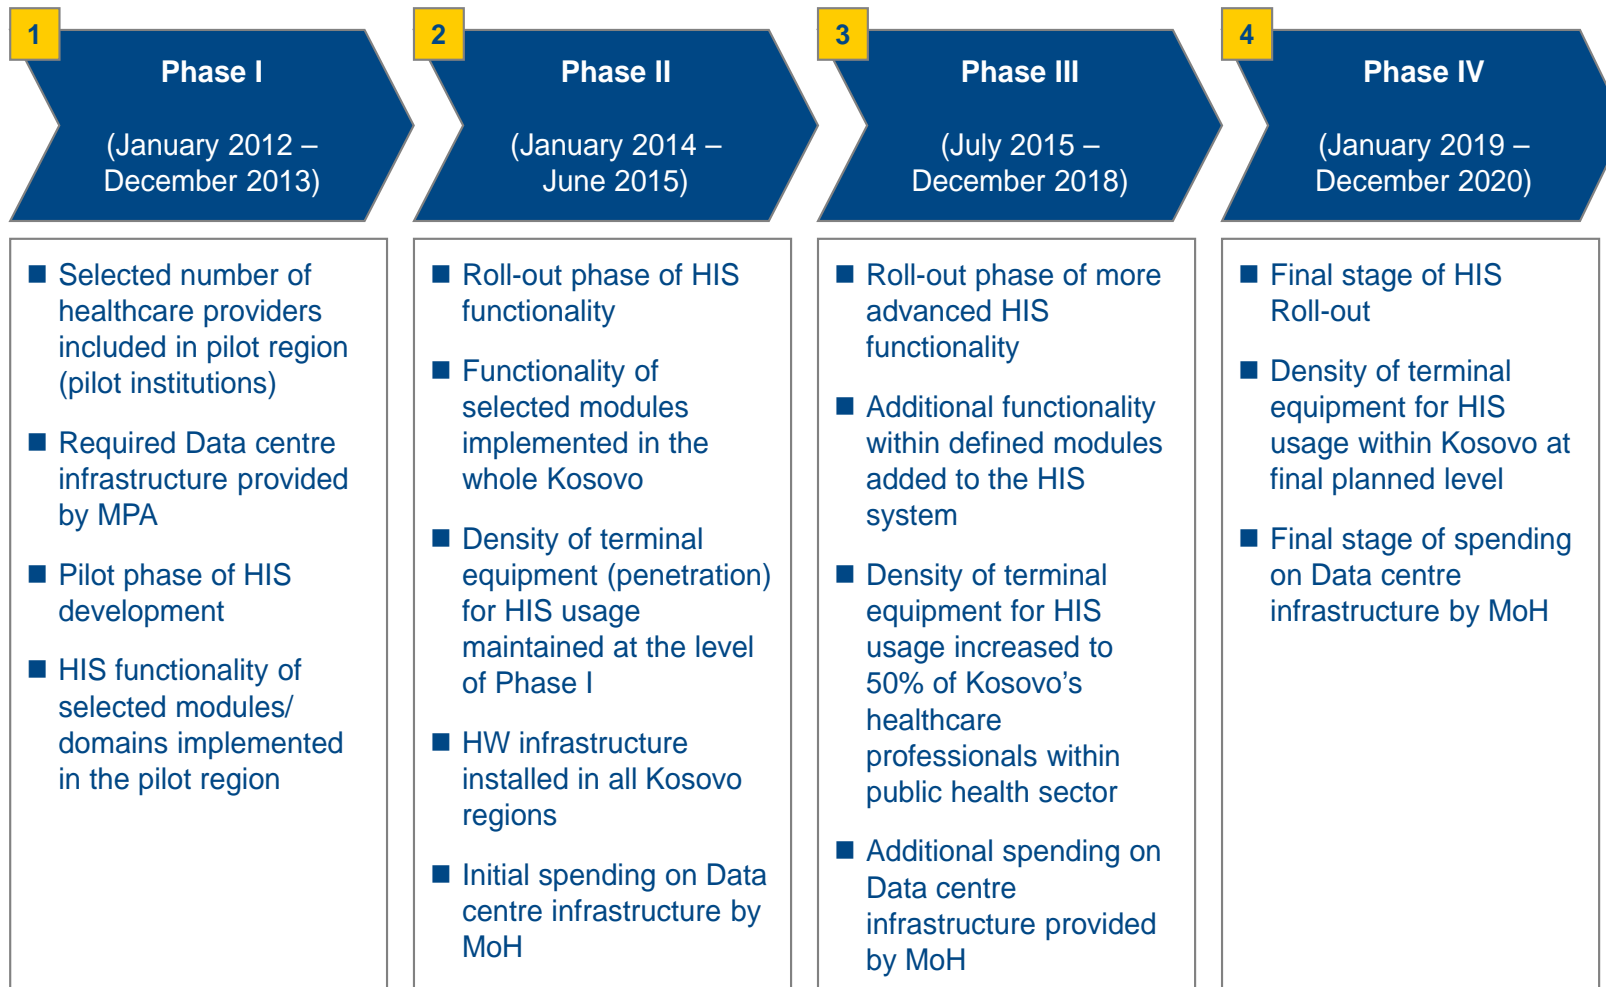 1
Phase I
(January 2012 –
December 2013)
■ Selected number of
healthcare providers
included in pilot region
(pilot institutions)
■ Required Data centre
infrastructure provided
by MPA
■ Pilot phase of HIS
development
■ HIS functionality of
selected modules/
domains implemented
in the pilot region
2
Phase II
(January 2014 –
June 2015)
■ Roll-out phase of HIS
functionality
■ Functionality of
selected modules
implemented in the
whole Kosovo
■ Density of terminal
equipment (penetration)
for HIS usage
maintained at the level
of Phase I
■ HW infrastructure
installed in all Kosovo
regions
■ Initial spending on Data
centre infrastructure by
MoH
3
Phase III
(July 2015 –
December 2018)
■ Roll-out phase of more
advanced HIS
functionality
■ Additional functionality
within defined modules
added to the HIS
system
■ Density of terminal
equipment for HIS
usage increased to
50% of Kosovo's
healthcare
professionals within
public health sector
■ Additional spending on
Data centre
infrastructure provided
by MoH
4
Phase IV
(January 2019 –
December 2020)
■ Final stage of HIS
Roll-out
■ Density of terminal
equipment for HIS
usage within Kosovo at
final planned level
■ Final stage of spending
on Data centre
infrastructure by MoH